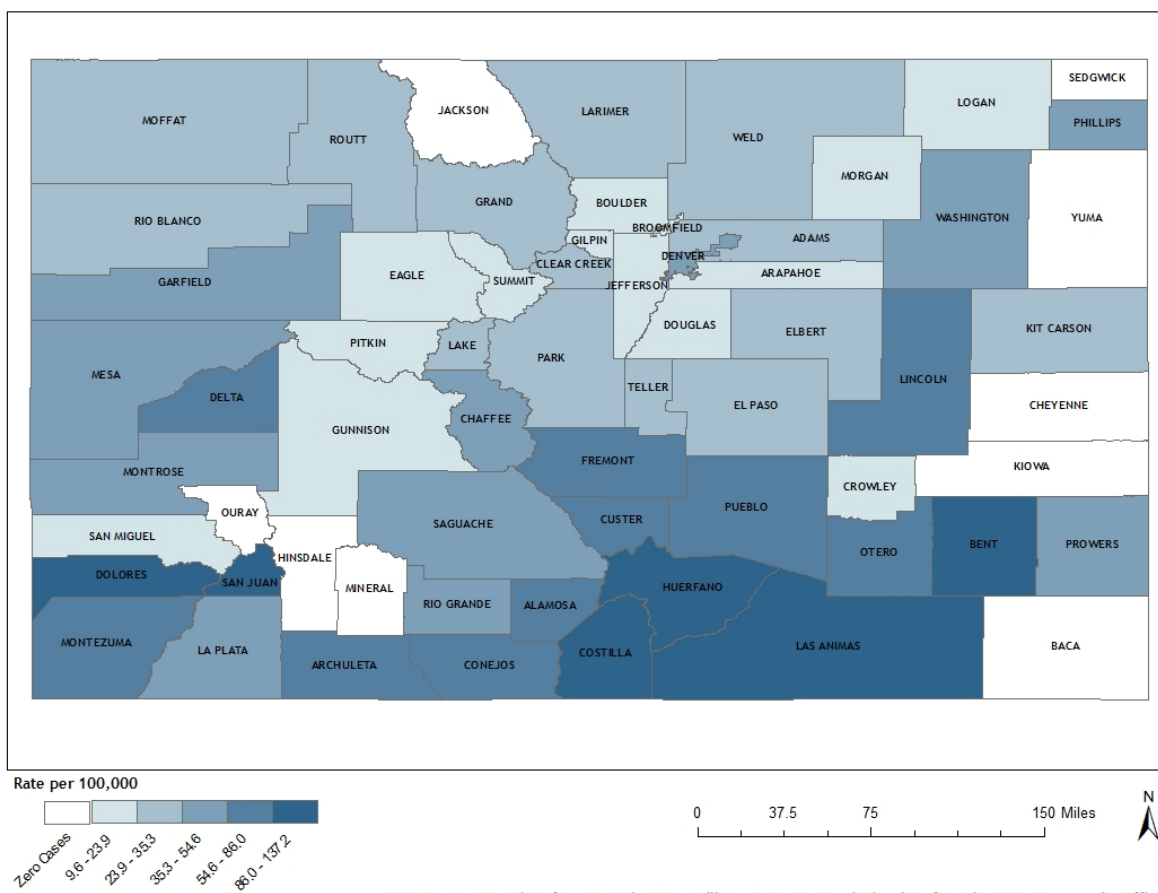 SEDGWICK
JACKSON
LOGAN
LARIMER
MOFFAT
PHILLIPS
WELD
ROUTT
MORGAN
GRAND
BOULDER
WASHINGTON
YUMA
RIO BLANCO
BROOMFIELD
GILPIN
ADAMS
DENVER
CLEAR CREEK
ARAPAHOE
EAGLE
SUMMIT
GARFIELD
JEFFERSON
DOUGLAS
KIT CARSON
ELBERT
PITKIN
LAKE
PARK
MESA
LINCOLN
TELLER
DELTA
EL PASO
CHEYENNE
CHAFFEE
GUNNISON
FREMONT
KIOWA
MONTROSE
CROWLEY
PUEBLO
OURAY
CUSTER
SAGUACHE
SAN MIGUEL
BENT
PROWERS
OTERO
HINSDALE
DOLORES
SAN JUAN
MINERAL
HUERFANO
RIO GRANDE
ALAMOSA
MONTEZUMA
LA PLATA
COSTILLA
LAS ANIMAS
BACA
ARCHULETA
CONEJOS
Rate per 100,000
Zero Cases
9.6 - 23.9
23.9 - 35.3
35.3 - 54.6
54.6 - 86.0
86.0 - 137.2
0 37.5 75 150 Miles
N